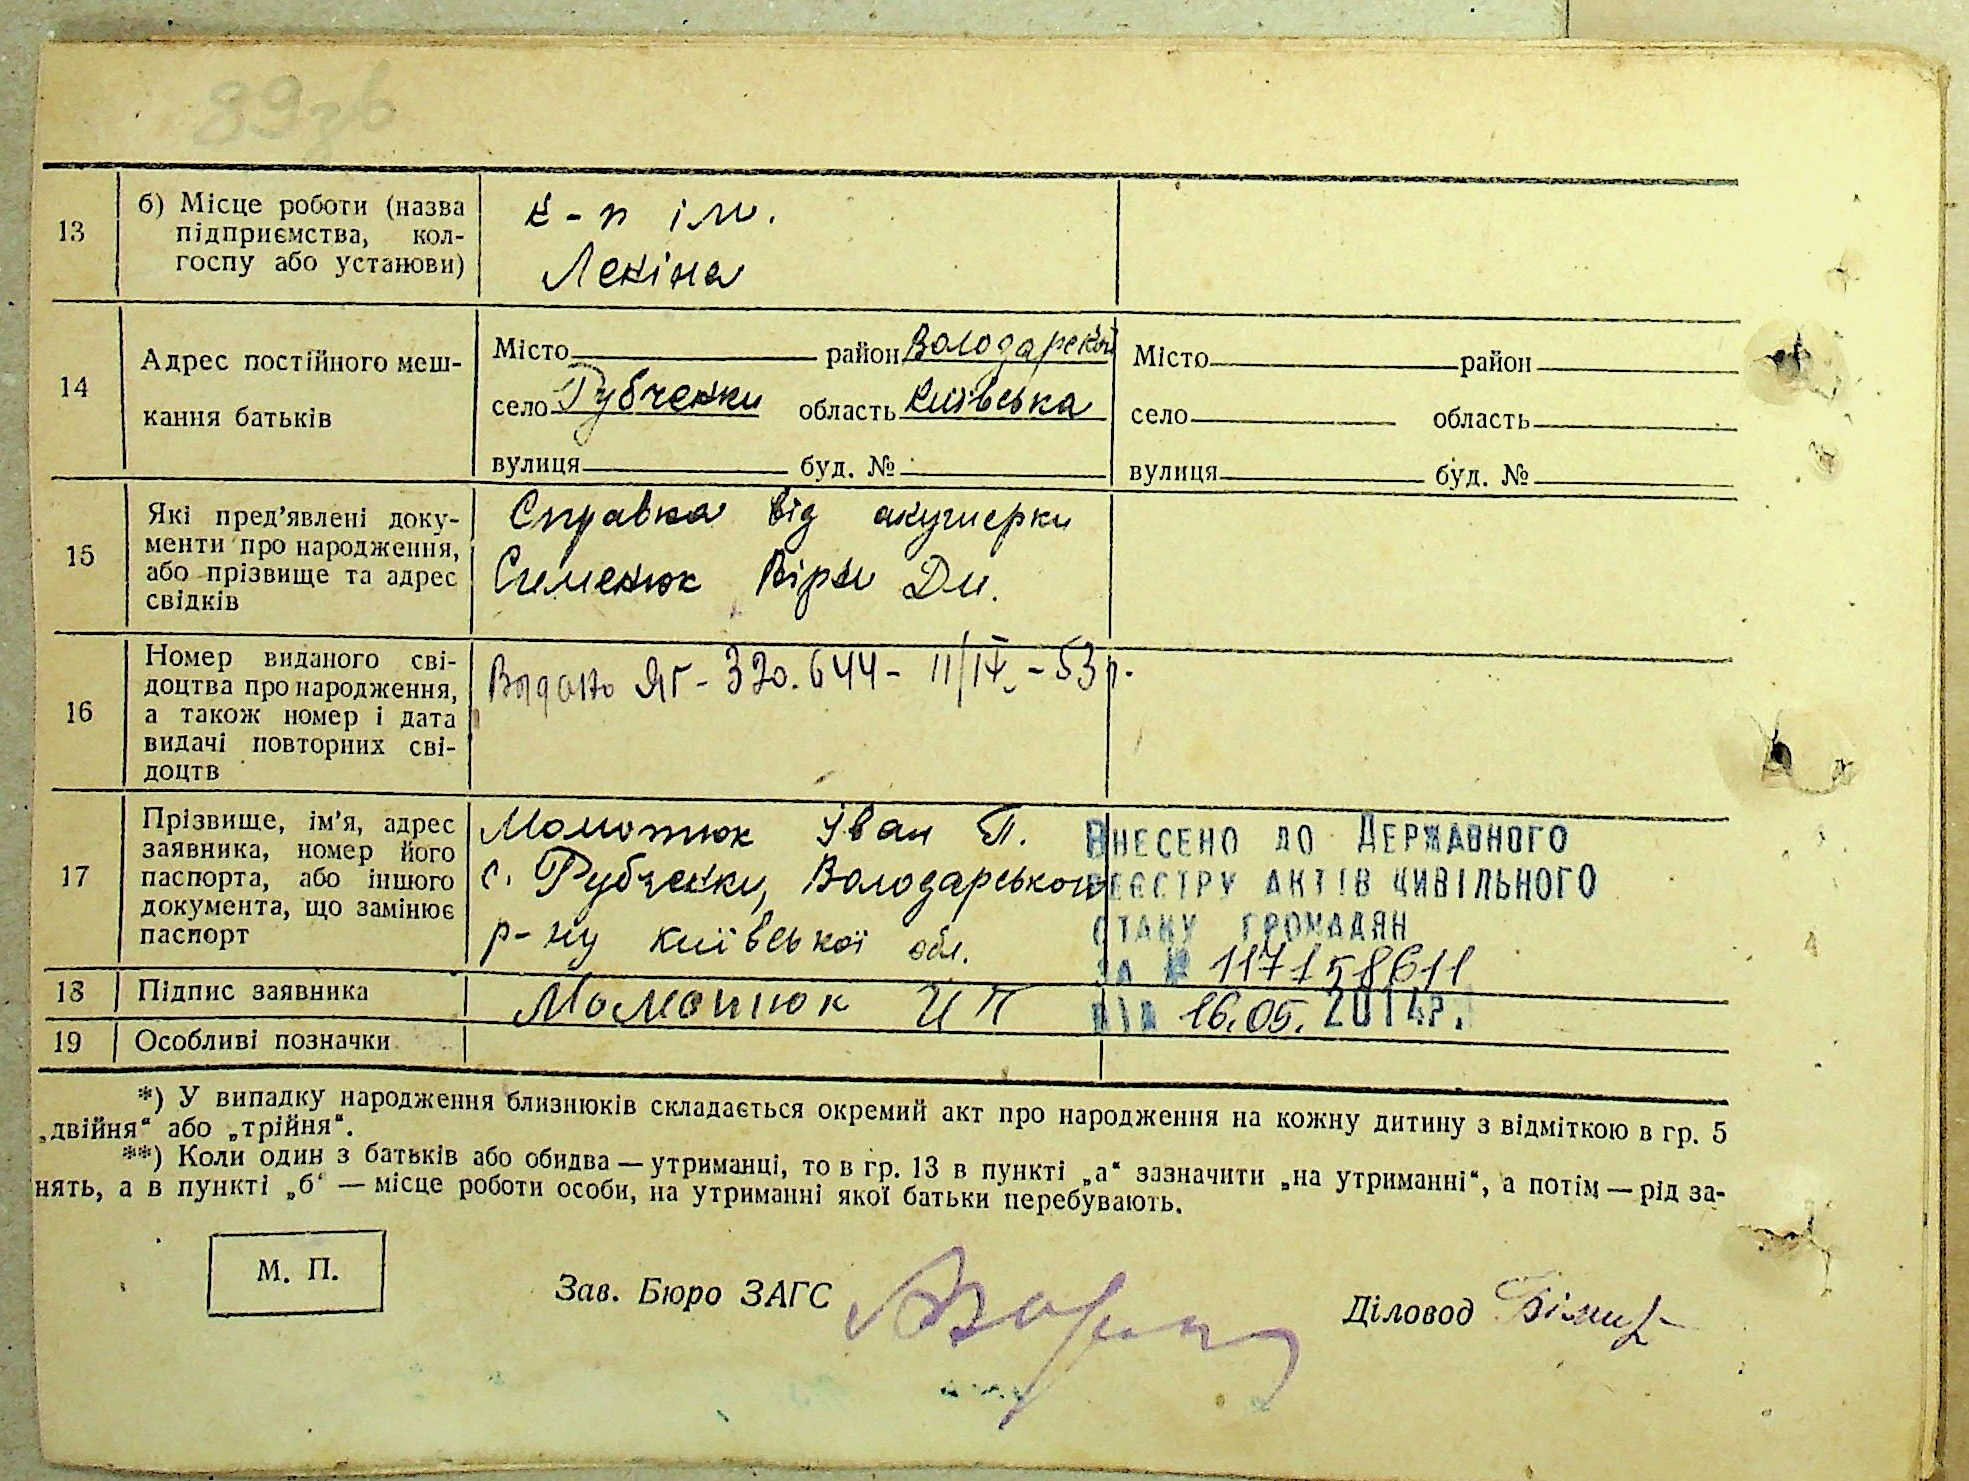 89зв
13 б) Місце роботи (назва
підприємства, кол-
госпу або установи)
к-п ім.
Леніна
14 Адрес постійного меш-
кання батьків
Місто район Володарский
село Рубченки область Київська
вулиця буд. №
Місто район
село область
вулиця буд. №
15 Які пред'явлені доку-
менти про народження,
або прізвище та адрес
свідків
Справка від акушерки
Семенюк Віри Дм.
16 Номер виданого сві-
доцтва про народження,
а також номер і дата
видачі повторних сві-
доцтв
Видано ЯГ-320.644- 11/IV.-53р.
17 Прізвище, ім'я, адрес
заявника, номер його
паспорта, або іншого
документа, що замінює
паспорт
Момотюк Іван П.
с. Рубченки, Володарського
р-ну київської обл.
ВНЕСЕНО ДО ДЕРЖАВНОГО
РЕЄСТРУ АКТІВ ЦИВІЛЬНОГО
СТАНУ ГРОМАДЯН
ЗА № 117158611
ВІД 16.05.2014р.
18 Підпис заявника
Момотюк И П
19 Особливі позначки
*) У випадку народження близнюків складається окремий акт про народження на кожну дитину з відміткою в гр. 5
„двійня“ або „трійня“.
**) Коли один з батьків або обидва — утриманці, то в гр. 13 в пункті „а“ зазначити „на утриманні“, а потім — рід за-
нять, а в пункті „б“ — місце роботи особи, на утриманні якої батьки перебувають.
М. П.
Зав. Бюро ЗАГС
Діловод